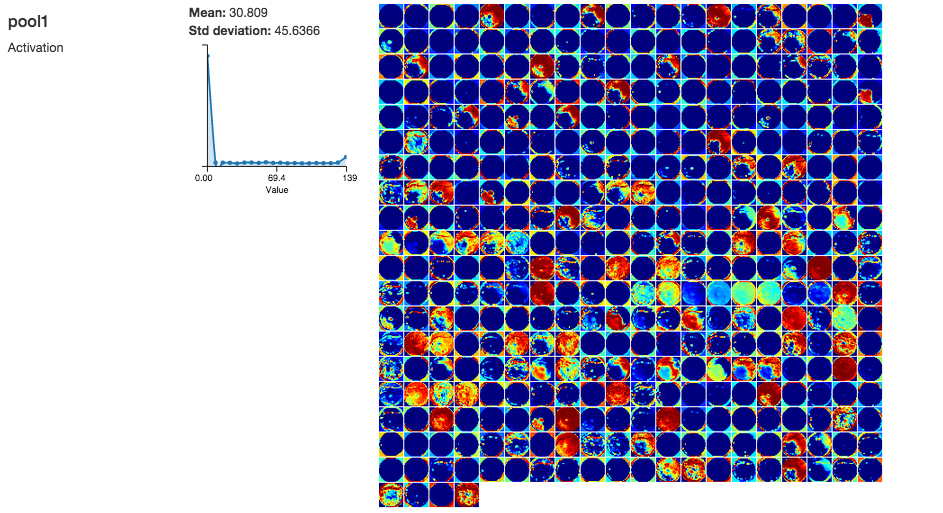 pool1
Activation
Mean: 30.809
Std deviation: 45.6366
0.00 69.4 139
Value